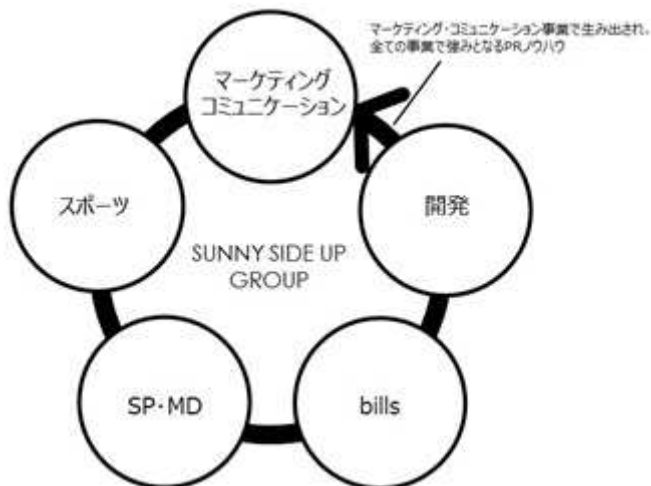 マーケティング・コミュニケーション事業で生み出され、
全ての事業で強みとなるPRノウハウ
マーケティング
コミュニケーション
スポーツ
開発
SUNNY SIDE UP
GROUP
SP・MD
bills